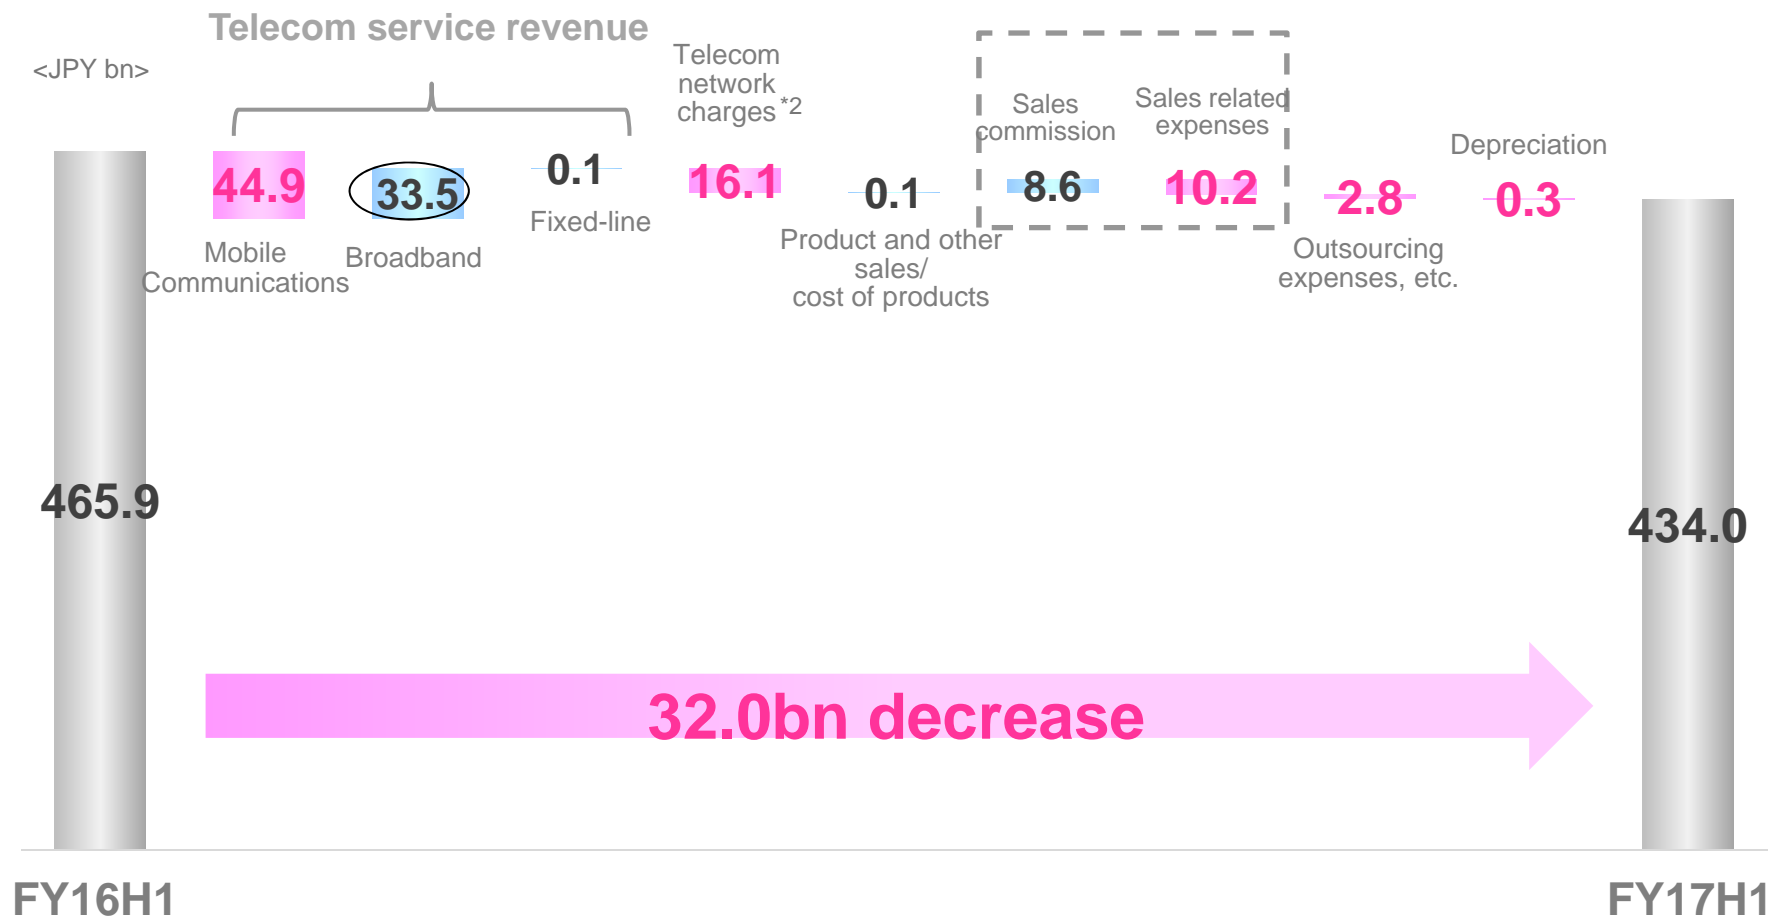 Telecom service revenue
<JPY bn>
Telecom
network
charges *2
Sales
commission
Sales related
expenses
Depreciation
44.9
33.5
0.1
16.1
0.1
8.6
10.2
2.8
0.3
Mobile
Communications
Broadband
Fixed-line
Product and other
sales/
cost of products
Outsourcing
expenses, etc.
465.9
434.0
32.0bn decrease
FY16H1
FY17H1